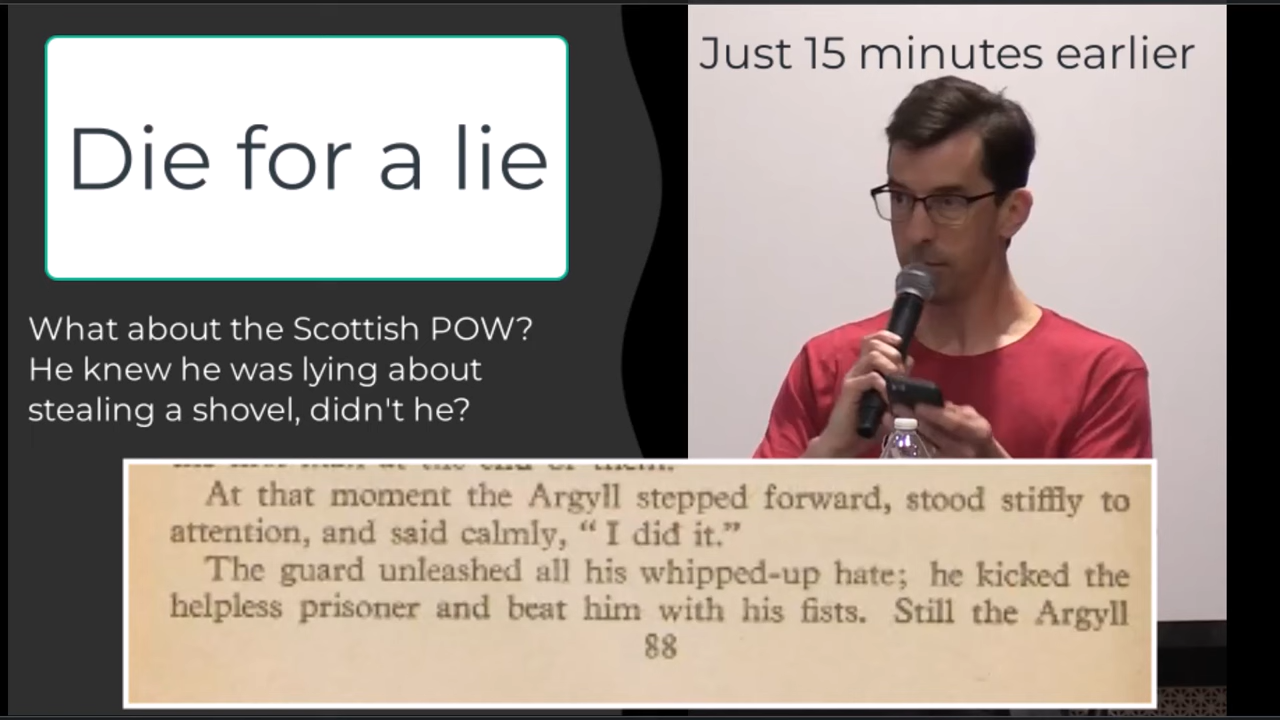 Die for a lie
What about the Scottish POW?
He knew he was lying about
stealing a shovel, didn't he?
Just 15 minutes earlier
At that moment the Argyll stepped forward, stood stiffly to
attention, and said calmly, “ I did it.”
The guard unleashed all his whipped-up hate; he kicked the
helpless prisoner and beat him with his fists. Still the Argyll
88